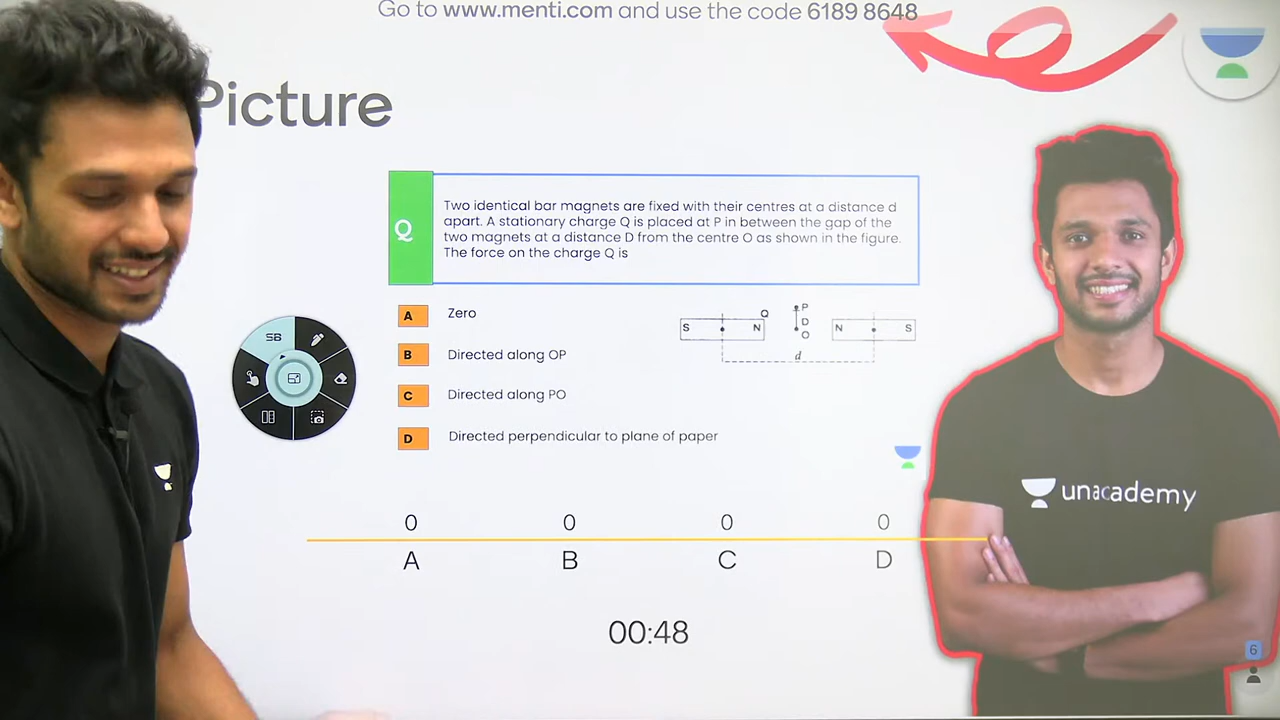 Go to www.menti.com and use the code 6189 8648
Picture
Q
Two identical bar magnets are fixed with their centres at a distance d
apart. A stationary charge Q is placed at P in between the gap of the
two magnets at a distance D from the centre O as shown in the figure.
The force on the charge Q is
A Zero
B Directed along OP
C Directed along PO
D Directed perpendicular to plane of paper
S N Q P D O N S
d
SB
unacademy
0 0 0 0
A B C D
00:48
6